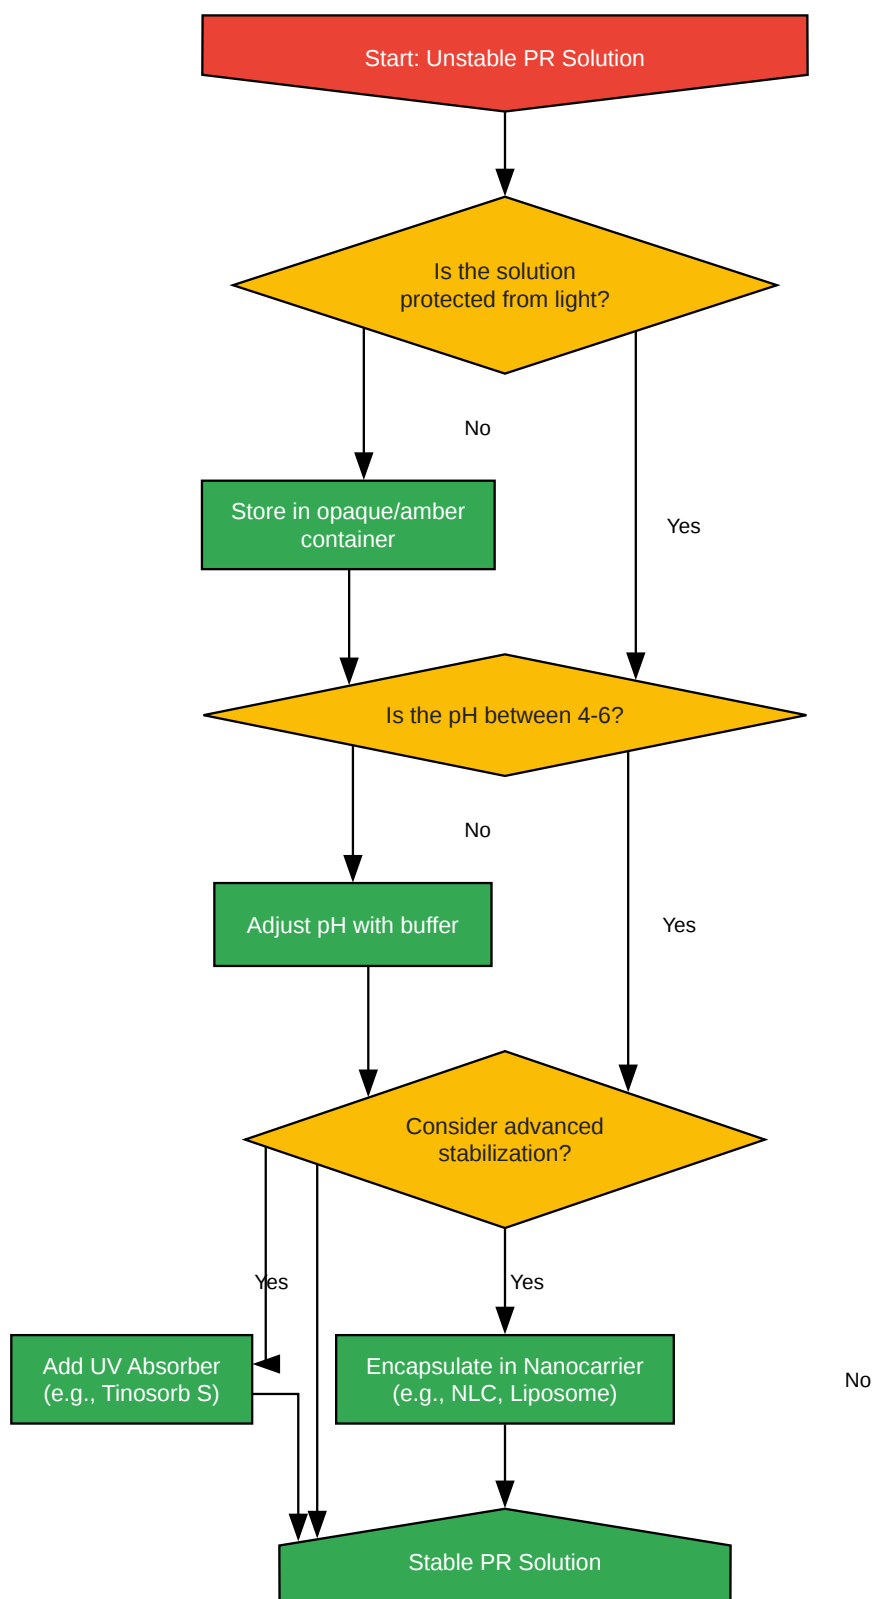 Start: Unstable PR Solution
Is the solution
protected from light?
No
Store in opaque/amber
container
Yes
Is the pH between 4-6?
No
Adjust pH with buffer
Yes
Consider advanced
stabilization?
Yes
Yes
Add UV Absorber
(e.g., Tinosorb S)
Encapsulate in Nanocarrier
(e.g., NLC, Liposome)
No
Stable PR Solution